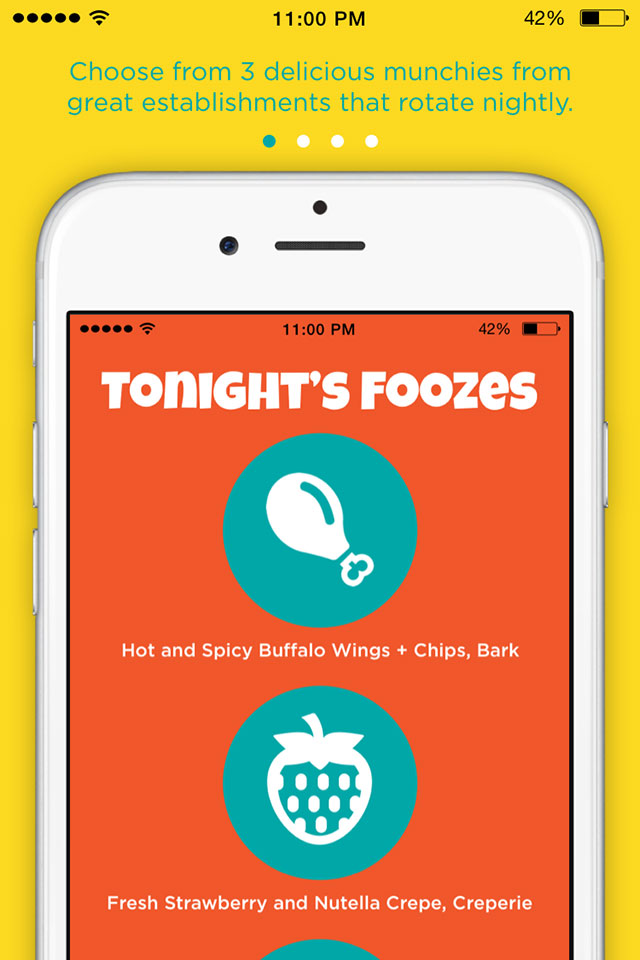 11:00 PM 42%
Choose from 3 delicious munchies from
great establishments that rotate nightly.
11:00 PM 42%
TONIGHT'S FOOZES
Hot and Spicy Buffalo Wings + Chips, Bark
Fresh Strawberry and Nutella Crepe, Creperie